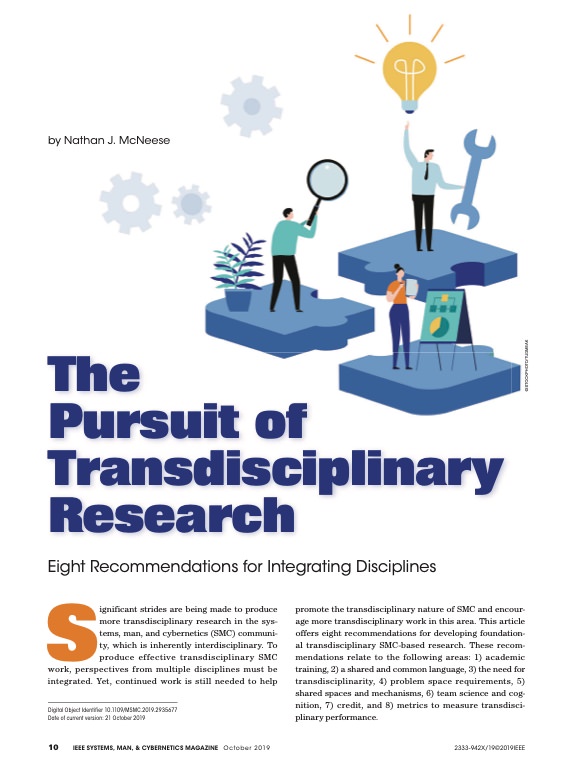 by Nathan J. McNeese
The
Pursuit of
Transdisciplinary
Research
Eight Recommendations for Integrating Disciplines
Significant strides are being made to produce
more transdisciplinary research in the sys-
tems, man, and cybernetics (SMC) communi-
ty, which is inherently interdisciplinary. To
produce effective transdisciplinary SMC
work, perspectives from multiple disciplines must be
integrated. Yet, continued work is still needed to help
promote the transdisciplinary nature of SMC and encour-
age more transdisciplinary work in this area. This article
offers eight recommendations for developing foundation-
al transdisciplinary SMC-based research. These recom-
mendations relate to the following areas: 1) academic
training, 2) a shared and common language, 3) the need for
transdisciplinarity, 4) problem space requirements, 5)
shared spaces and mechanisms, 6) team science and cog-
nition, 7) credit, and 8) metrics to measure transdisci-
plinary performance.
Digital Object Identifier 10.1109/MSMC.2019.2935677
Date of current version: 21 October 2019
10 IEEE SYSTEMS, MAN, & CYBERNETICS MAGAZINE October 2019
2333-942X/19©2019IEEE